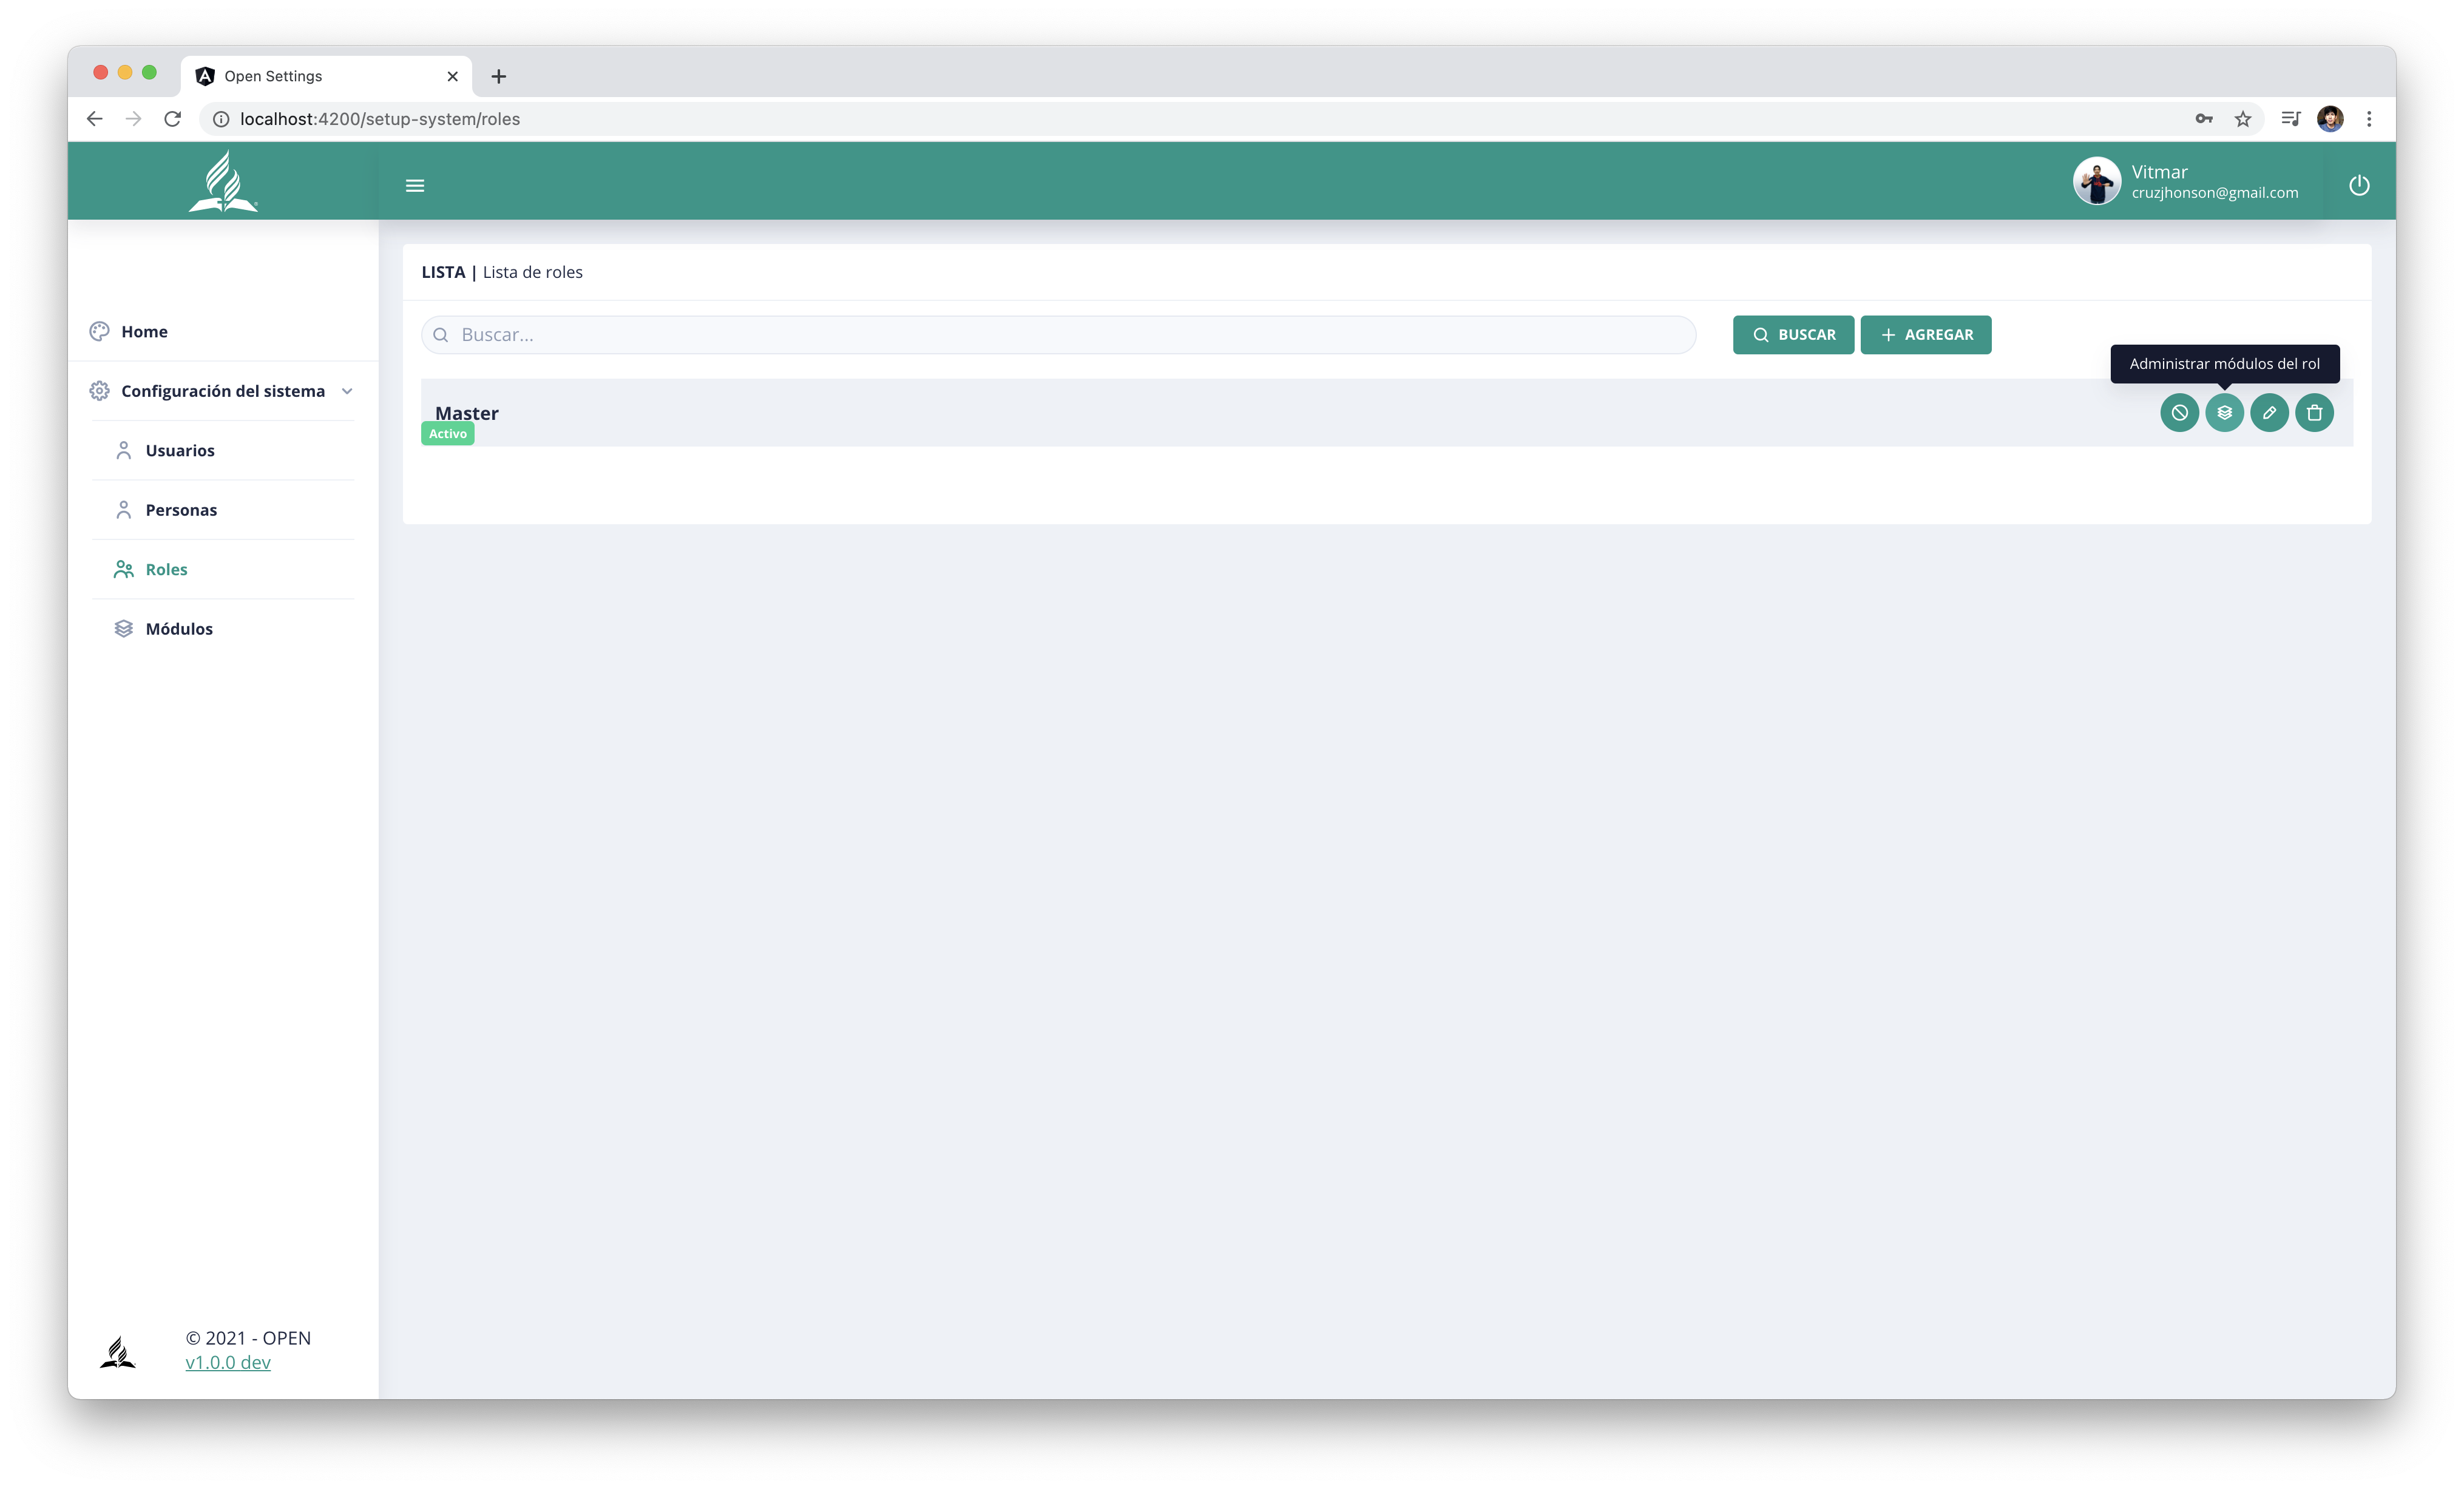 Open Settings
localhost:4200/setup-system/roles
Vitmar
cruzjhonson@gmail.com
LISTA | Lista de roles
Home
Buscar...
BUSCAR
AGREGAR
Administrar módulos del rol
Configuración del sistema
Master
Activo
Usuarios
Personas
Roles
Módulos
© 2021 - OPEN
v1.0.0 dev